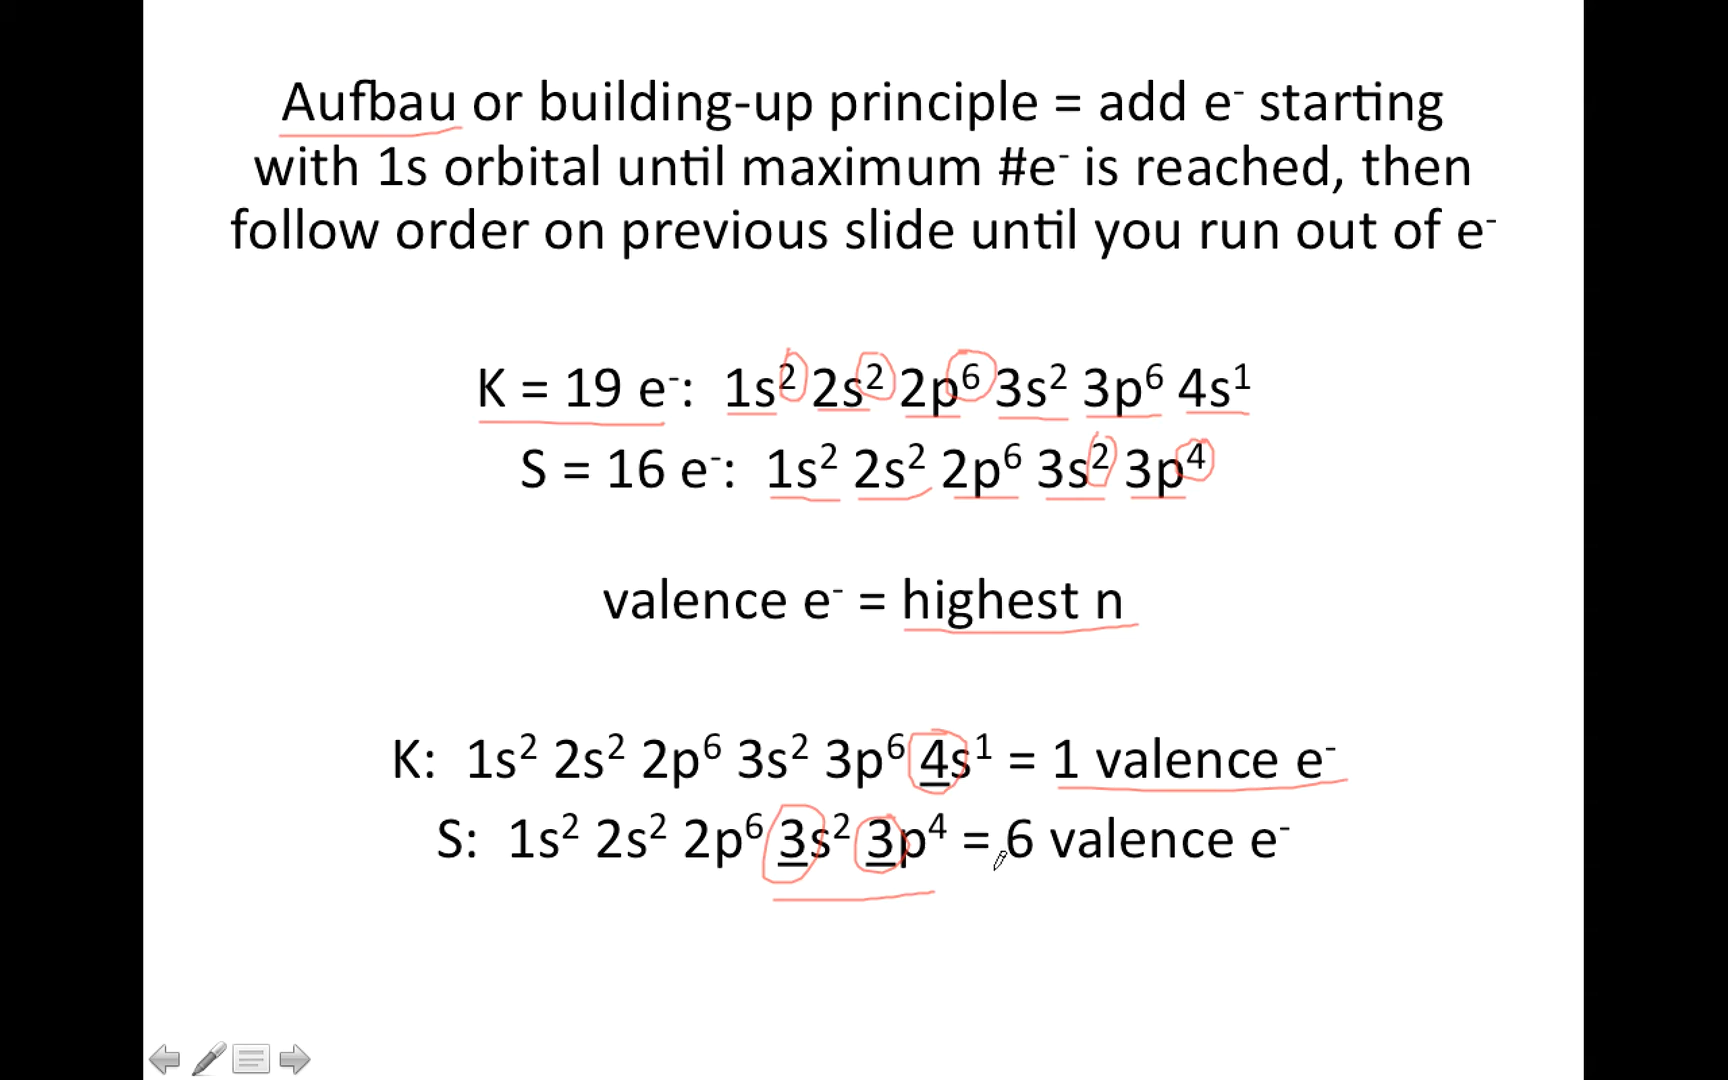 Aufbau or building-up principle = add e⁻ starting
with 1s orbital until maximum #e⁻ is reached, then
follow order on previous slide until you run out of e⁻
K = 19 e⁻: 1s² 2s² 2p⁶ 3s² 3p⁶ 4s¹
S = 16 e⁻: 1s² 2s² 2p⁶ 3s² 3p⁴
valence e⁻ = highest n
K: 1s² 2s² 2p⁶ 3s² 3p⁶ 4s¹ = 1 valence e⁻
S: 1s² 2s² 2p⁶ 3s² 3p⁴ = 6 valence e⁻